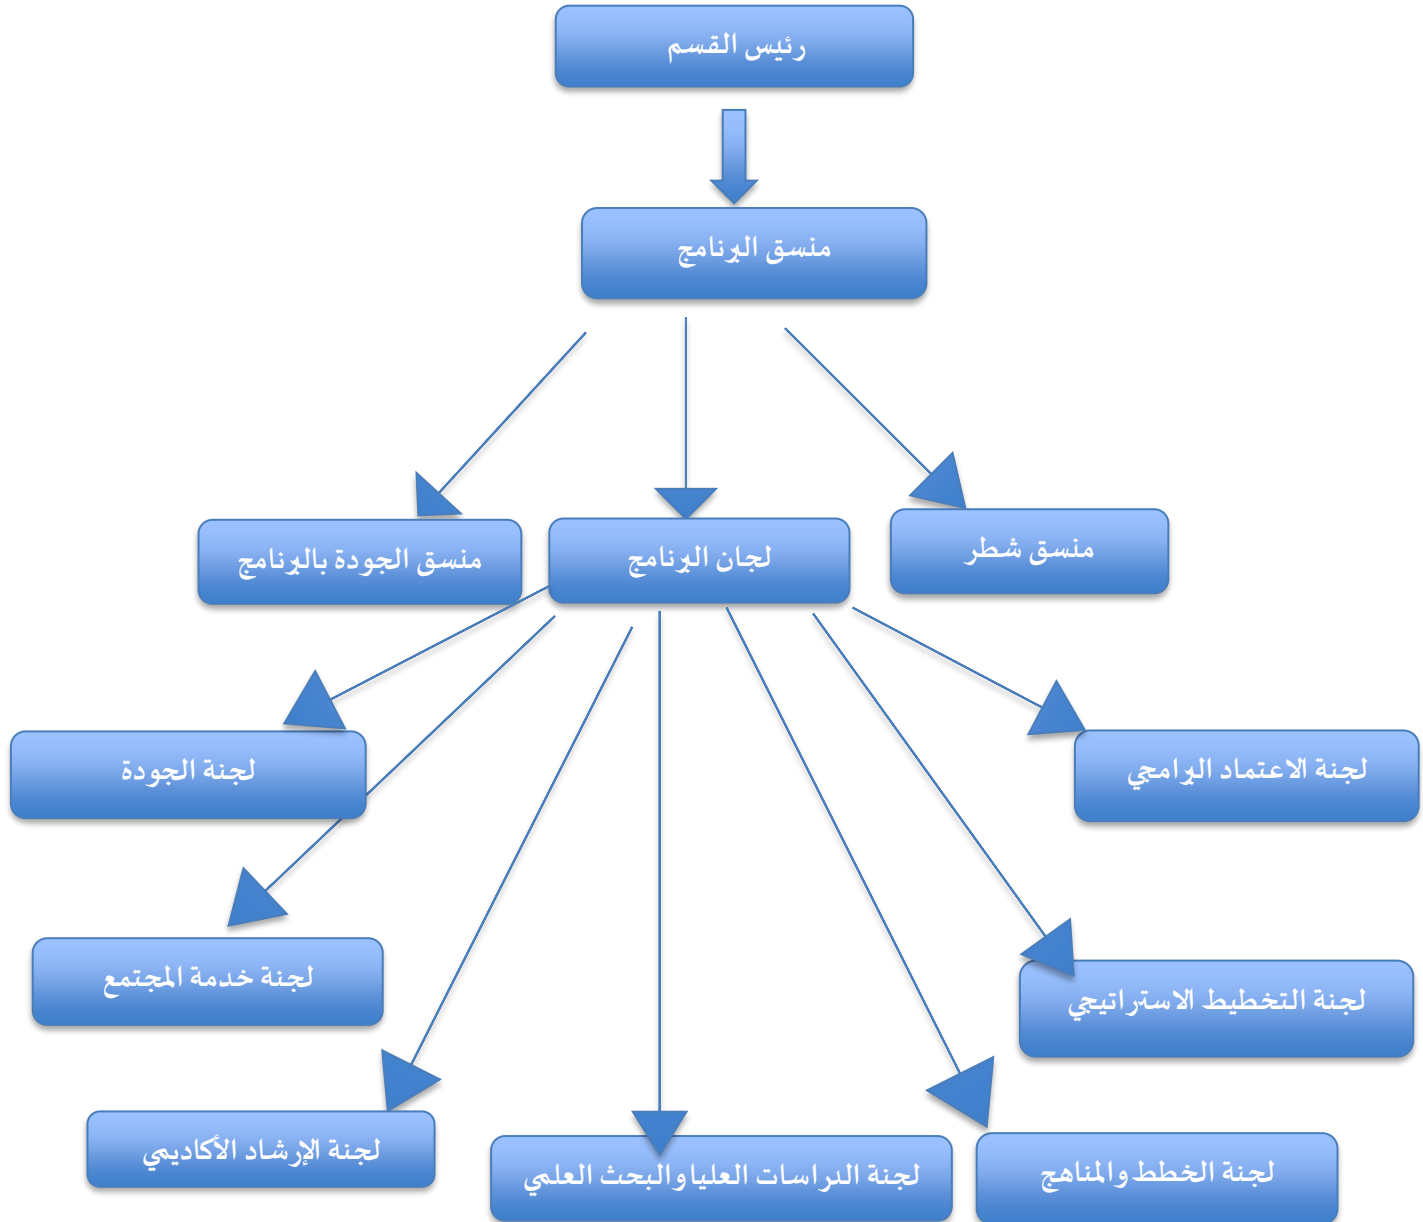 رئيس القسم
منسق البرنامج
منسق شطر
لجان البرنامج
منسق الجودة بالبرنامج
لجنة الاعتماد البرامجي
لجنة الجودة
لجنة التخطيط الاستراتيجي
لجنة خدمة المجتمع
لجنة الخطط والمناهج
لجنة الدراسات العليا والبحث العلمي
لجنة الإرشاد الأكاديمي